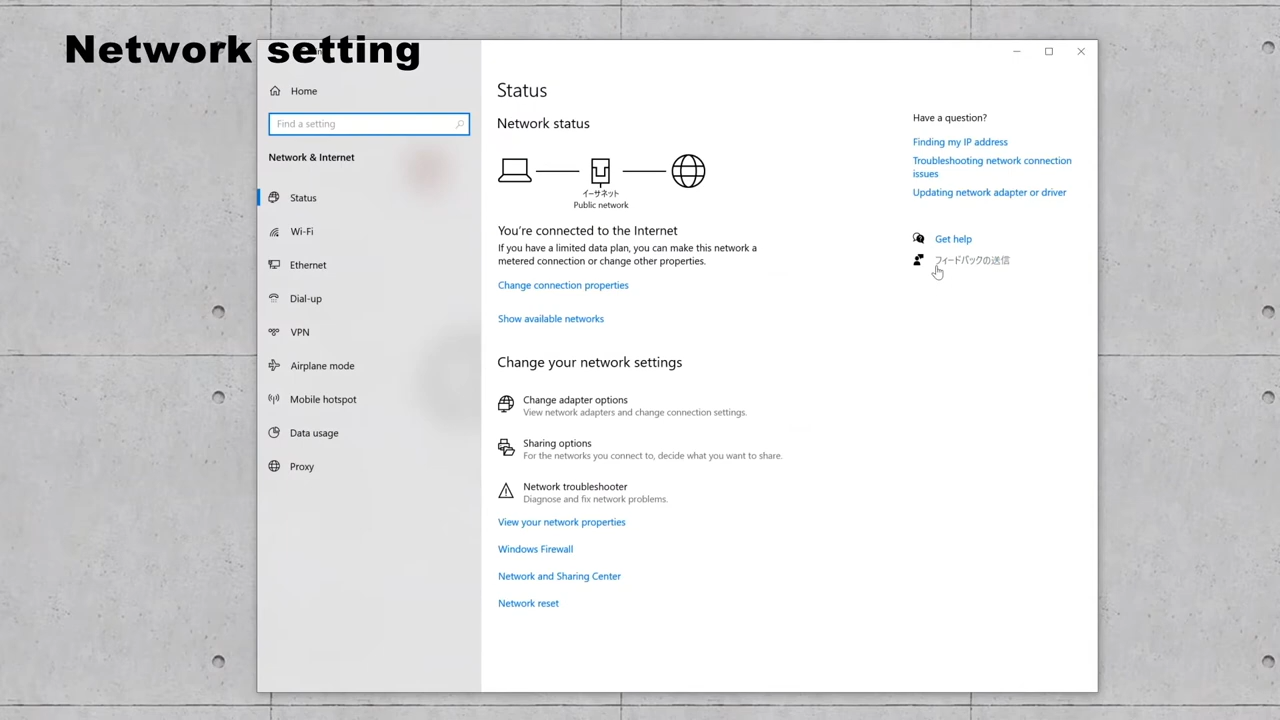 Network setting
Home
Find a setting
Network & Internet
Status
Wi-Fi
Ethernet
Dial-up
VPN
Airplane mode
Mobile hotspot
Data usage
Proxy
Status
Network status
イーサネット
Public network
You're connected to the Internet
If you have a limited data plan, you can make this network a
metered connection or change other properties.
Change connection properties
Show available networks
Change your network settings
Change adapter options
View network adapters and change connection settings.
Sharing options
For the networks you connect to, decide what you want to share.
Network troubleshooter
Diagnose and fix network problems.
View your network properties
Windows Firewall
Network and Sharing Center
Network reset
Have a question?
Finding my IP address
Troubleshooting network connection
issues
Updating network adapter or driver
Get help
フィードバックの送信